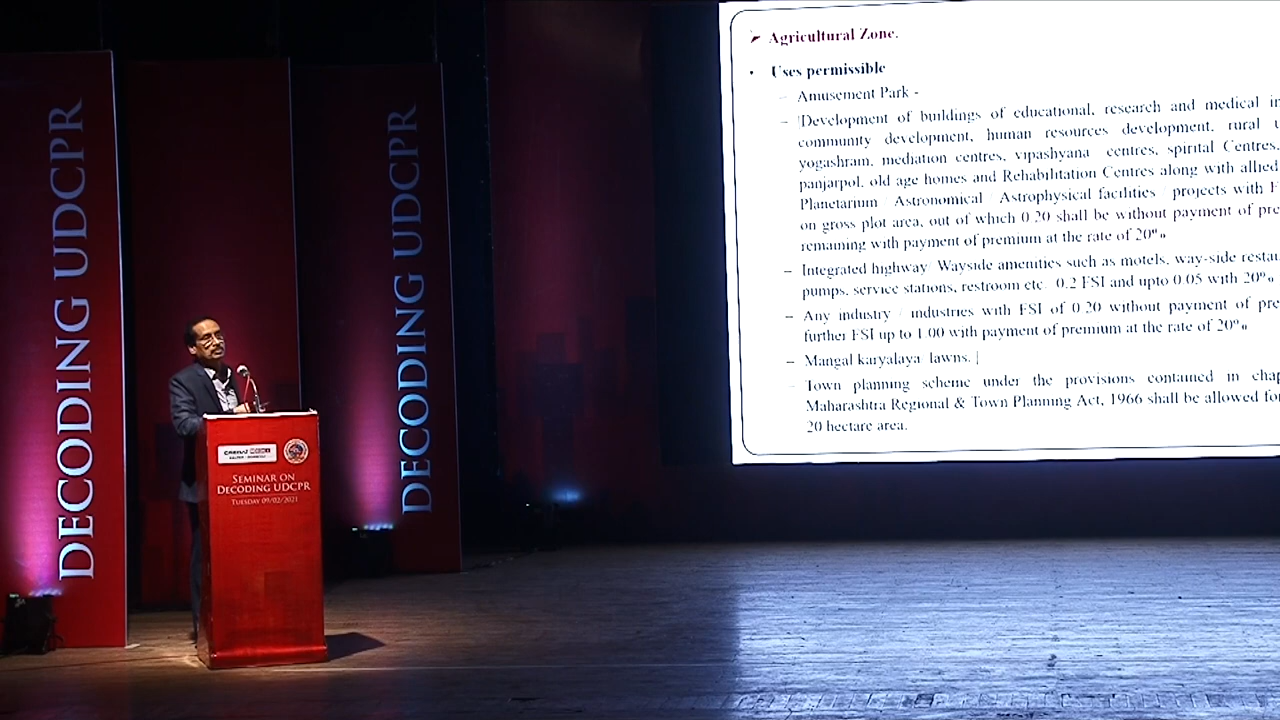 DECODING UDCPR
DECODING UDCPR
CREDAI MCHI
SEMINAR ON
DECODING UDCPR
TUESDAY 09/02/2021
➢ Agricultural Zone.
• Uses permissible
– Amusement Park -
– |Development of buildings of educational, research and medical
community development, human resources development, rural
yogashram, mediation centres, vipashyana centres, spirital Centres,
panjarpol, old age homes and Rehabilitation Centres along with allied
Planetarium / Astronomical / Astrophysical facilities / projects with
on gross plot area, out of which 0.20 shall be without payment of
remaining with payment of premium at the rate of 20%
– Integrated highway/ Wayside amenities such as motels, way-side
pumps, service stations, restroom etc 0.2 FSI and upto 0.05 with 20%
– Any industry / industries with FSI of 0.20 without payment of
further FSI up to 1.00 with payment of premium at the rate of 20%
– Mangal karyalaya lawns. |
– Town planning scheme under the provisions contained in
Maharashtra Regional & Town Planning Act, 1966 shall be allowed
20 hectare area.